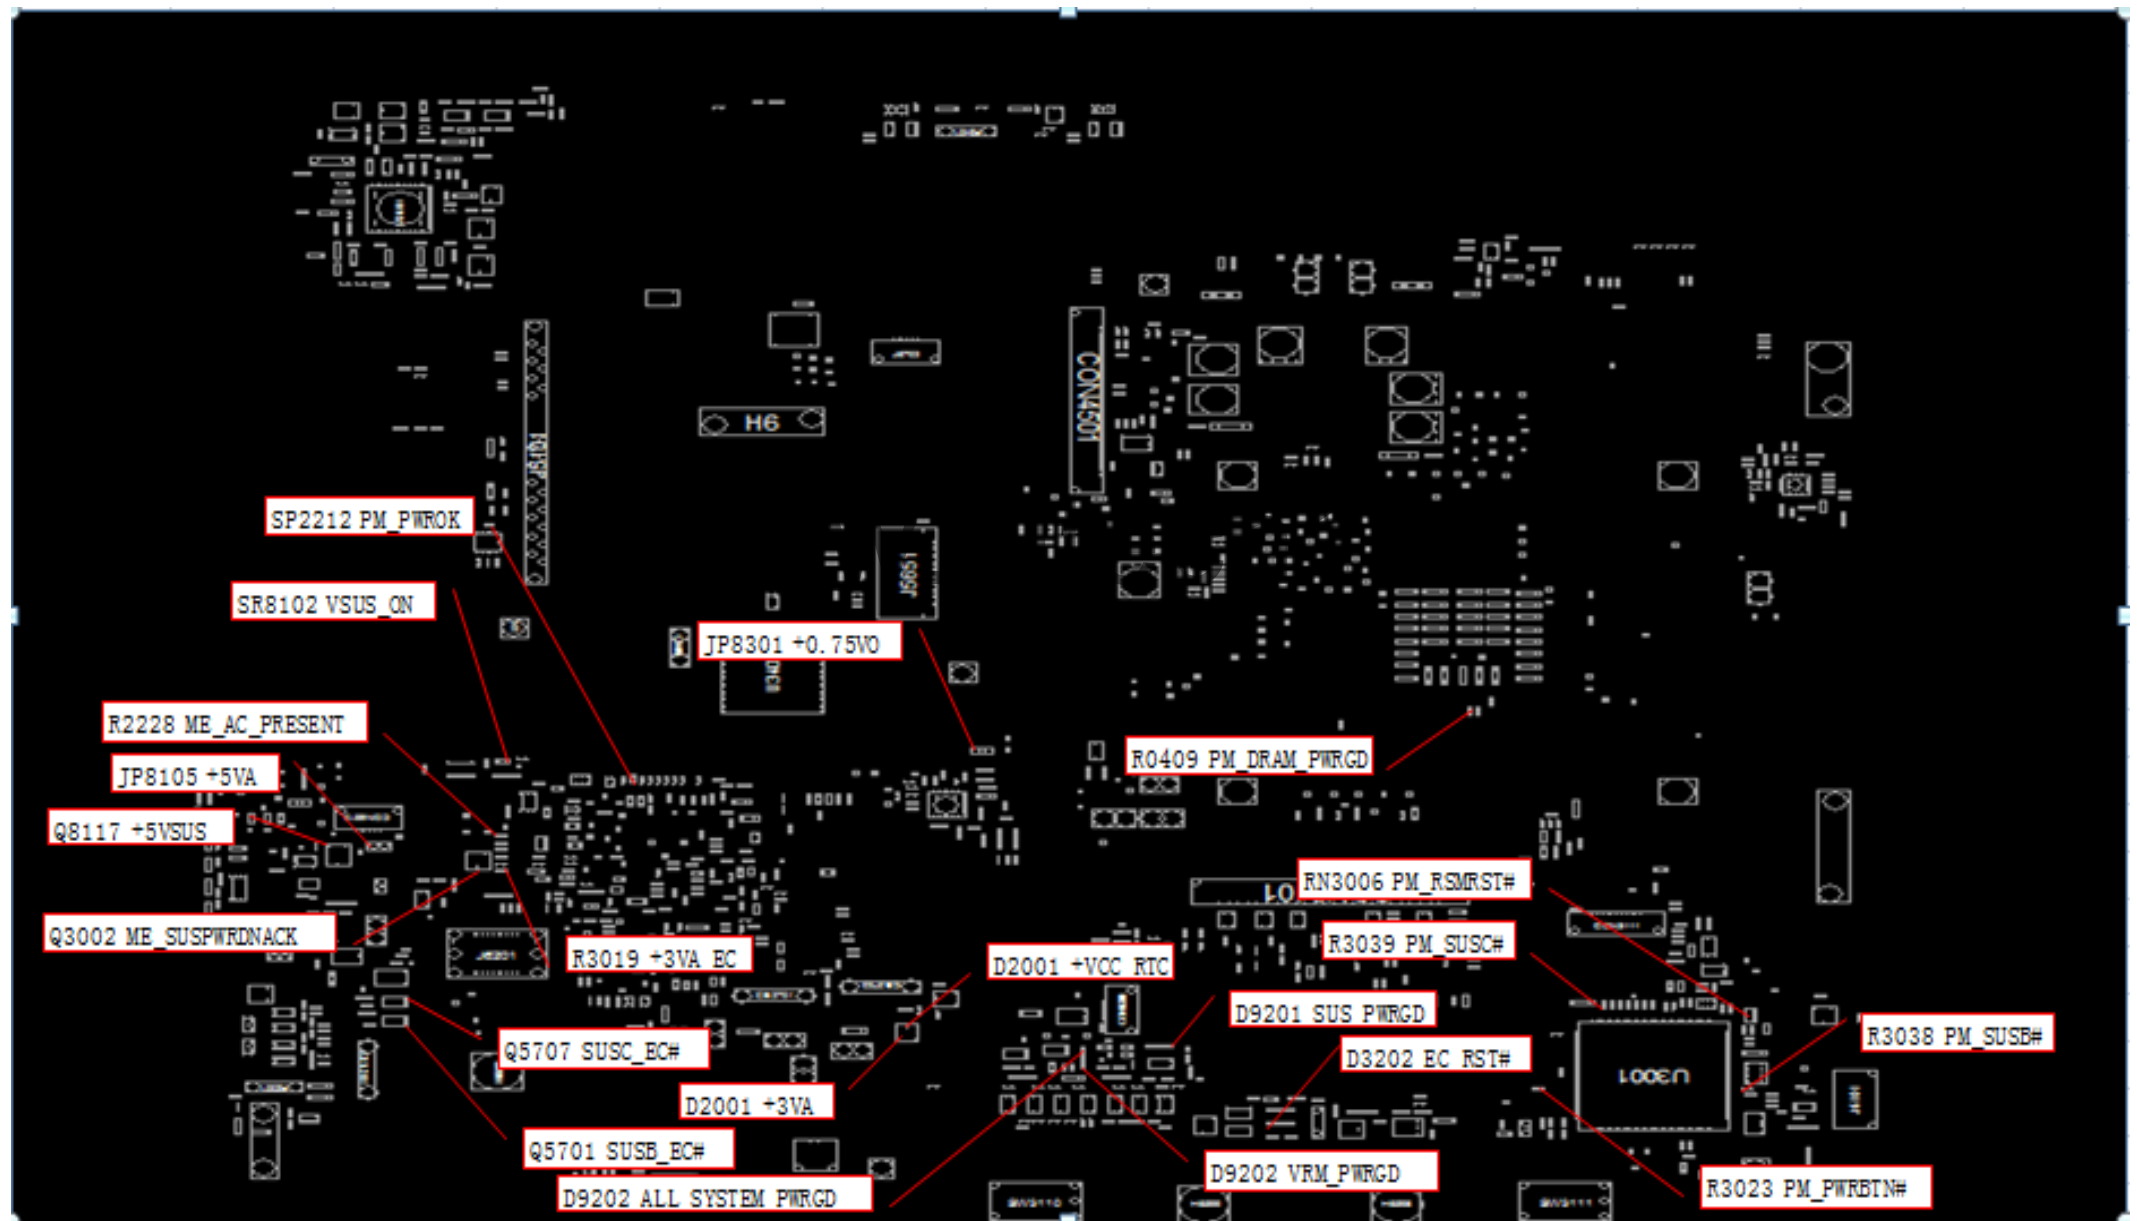 H6
CON4501
SP2212 PM_PWROK
J5651
SR8102 VSUS_ON
JP8301 +0.75VO
R2228 ME_AC_PRESENT
R0409 PM_DRAM_PWRGD
JP8105 +5VA
Q8117 +5VSUS
RN3006 PM_RSMRST#
Q3002 ME_SUSPWRDNACK
R3039 PM_SUSC#
R3019 +3VA_EC
D2001 +VCC_RTC
D9201 SUS_PWRGD
R3038 PM_SUSB#
Q5707 SUSC_EC#
D3202 EC_RST#
U3001
D2001 +3VA
Q5701 SUSB_EC#
D9202 VRM_PWRGD
R3023 PM_PWRBTN#
D9202 ALL_SYSTEM_PWRGD